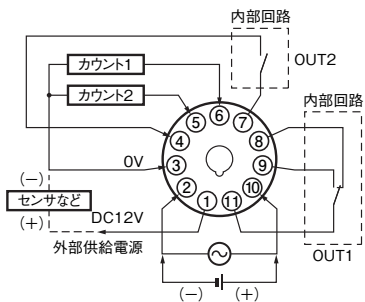 内部回路
OUT2
カウント1
カウント2
内部回路
⑥
⑤
⑦
④
⑧
0V
③
⑨
②
⑩
①
⑪
(−)
センサなど
(+)
DC12V
外部供給電源
OUT1
(−)
(+)